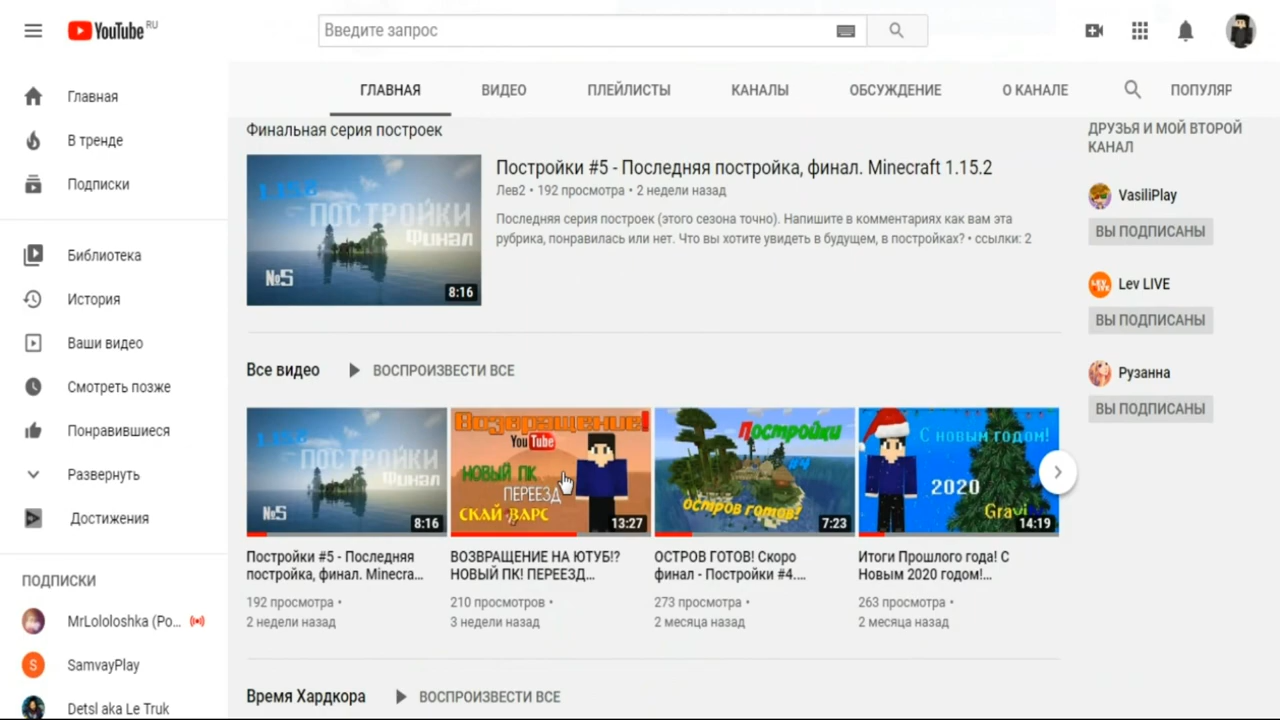 YouTube RU
Введите запрос
Главная
В тренде
Подписки
Библиотека
История
Ваши видео
Смотреть позже
Понравившиеся
Развернуть
Достижения
ПОДПИСКИ
MrLololoshka (Ро...
S
SamvayPlay
Detsl aka Le Truk
ГЛАВНАЯ
ВИДЕО
ПЛЕЙЛИСТЫ
КАНАЛЫ
ОБСУЖДЕНИЕ
О КАНАЛЕ
ПОПУЛЯР
Финальная серия построек
1.15.2
ПОСТРОЙКИ
Финал
№5
8:16
Постройки #5 - Последняя постройка, финал. Minecraft 1.15.2
Лев2 • 192 просмотра • 2 недели назад
Последняя серия построек (этого сезона точно). Напишите в комментариях как вам эта
рубрика, понравилась или нет. Что вы хотите увидеть в будущем, в постройках? • ссылки: 2
Все видео
ВОСПРОИЗВЕСТИ ВСЕ
1.15.2
ПОСТРОЙКИ
Финал
№5
8:16
Постройки #5 - Последняя
постройка, финал. Minecra...
192 просмотра •
2 недели назад
Возвращение!
YouTube
НОВЫЙ ПК
ПЕРЕЕЗД
СКАЙ ВАРС
13:27
ВОЗВРАЩЕНИЕ НА ЮТУБ!?
НОВЫЙ ПК! ПЕРЕЕЗД...
210 просмотров •
3 недели назад
Постройки
#4
остров готов!
7:23
ОСТРОВ ГОТОВ! Скоро
финал - Постройки #4....
273 просмотра •
2 месяца назад
С новым годом!
2020
Gravi
14:19
Итоги Прошлого года! С
Новым 2020 годом!...
263 просмотра •
2 месяца назад
Время Хардкора
ВОСПРОИЗВЕСТИ ВСЕ
ДРУЗЬЯ И МОЙ ВТОРОЙ
КАНАЛ
VasiliPlay
ВЫ ПОДПИСАНЫ
Lev LIVE
ВЫ ПОДПИСАНЫ
Рузанна
ВЫ ПОДПИСАНЫ